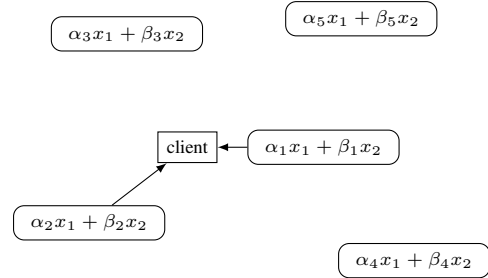 α₅x₁ + β₅x₂
α₃x₁ + β₃x₂
client
α₁x₁ + β₁x₂
α₂x₁ + β₂x₂
α₄x₁ + β₄x₂